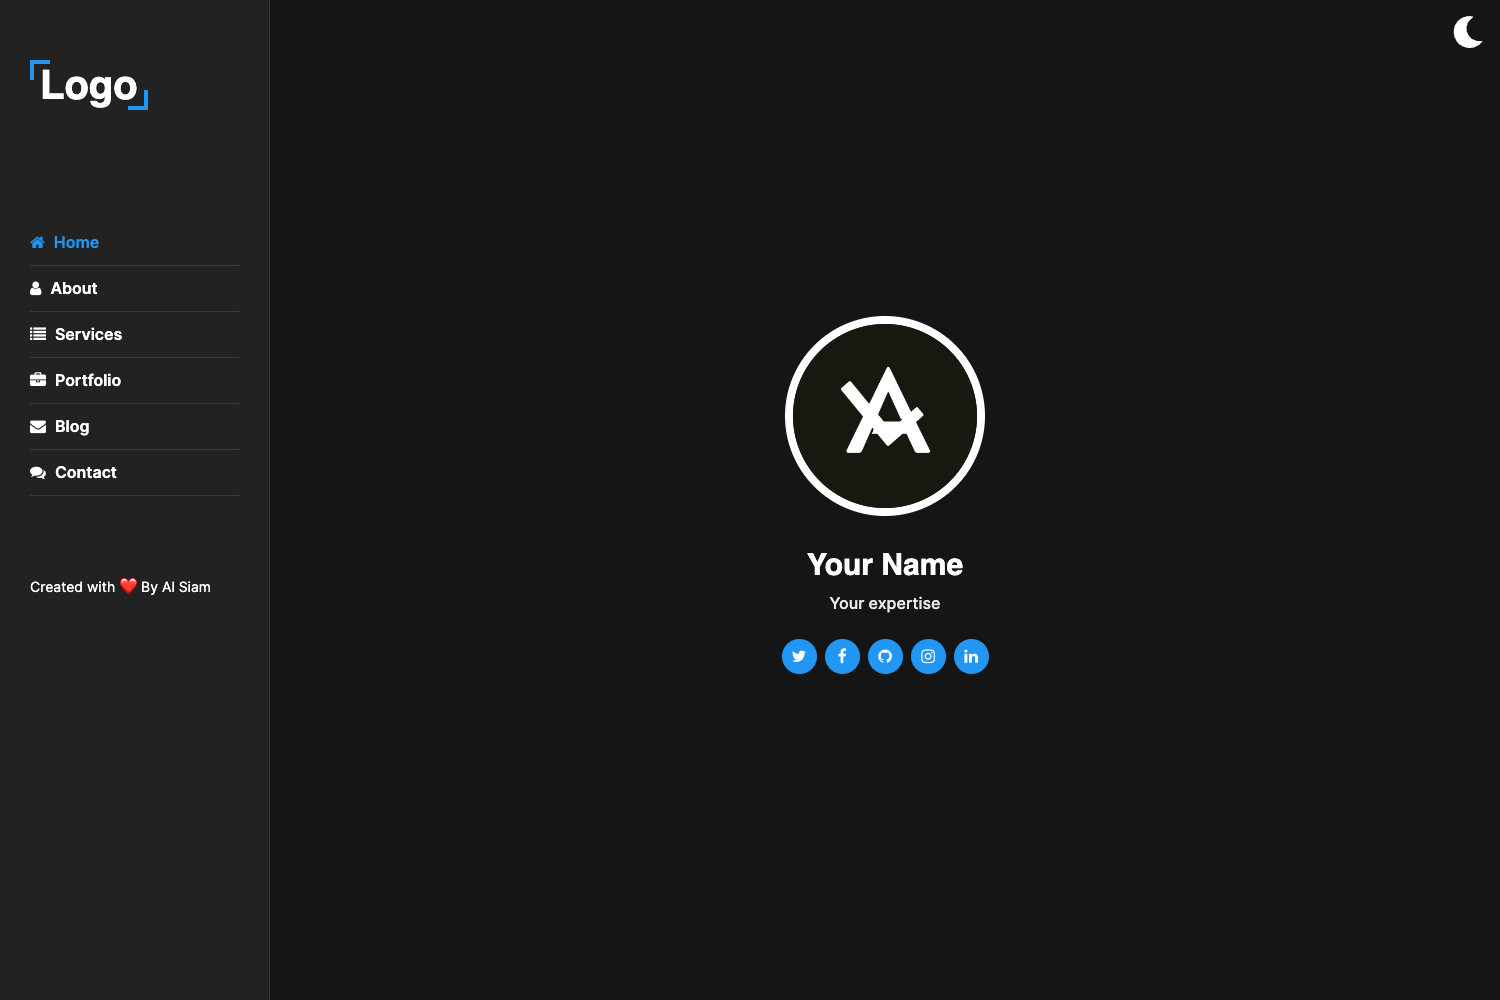 Logo
Home
About
Services
Portfolio
Blog
Contact
Created with ❤️ By Al Siam
Your Name
Your expertise